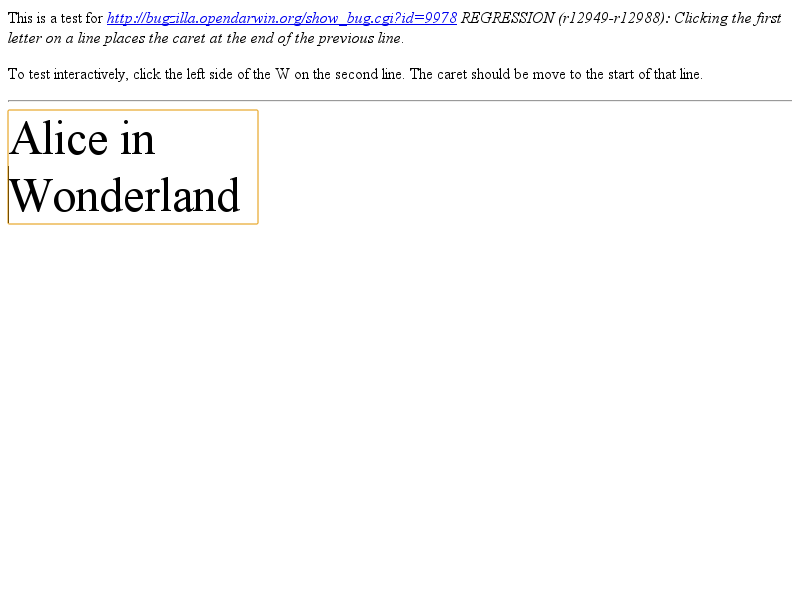 This is a test for http://bugzilla.opendarwin.org/show_bug.cgi?id=9978 REGRESSION (r12949-r12988): Clicking the first
letter on a line places the caret at the end of the previous line.
To test interactively, click the left side of the W on the second line. The caret should be move to the start of that line.
Alice in
Wonderland